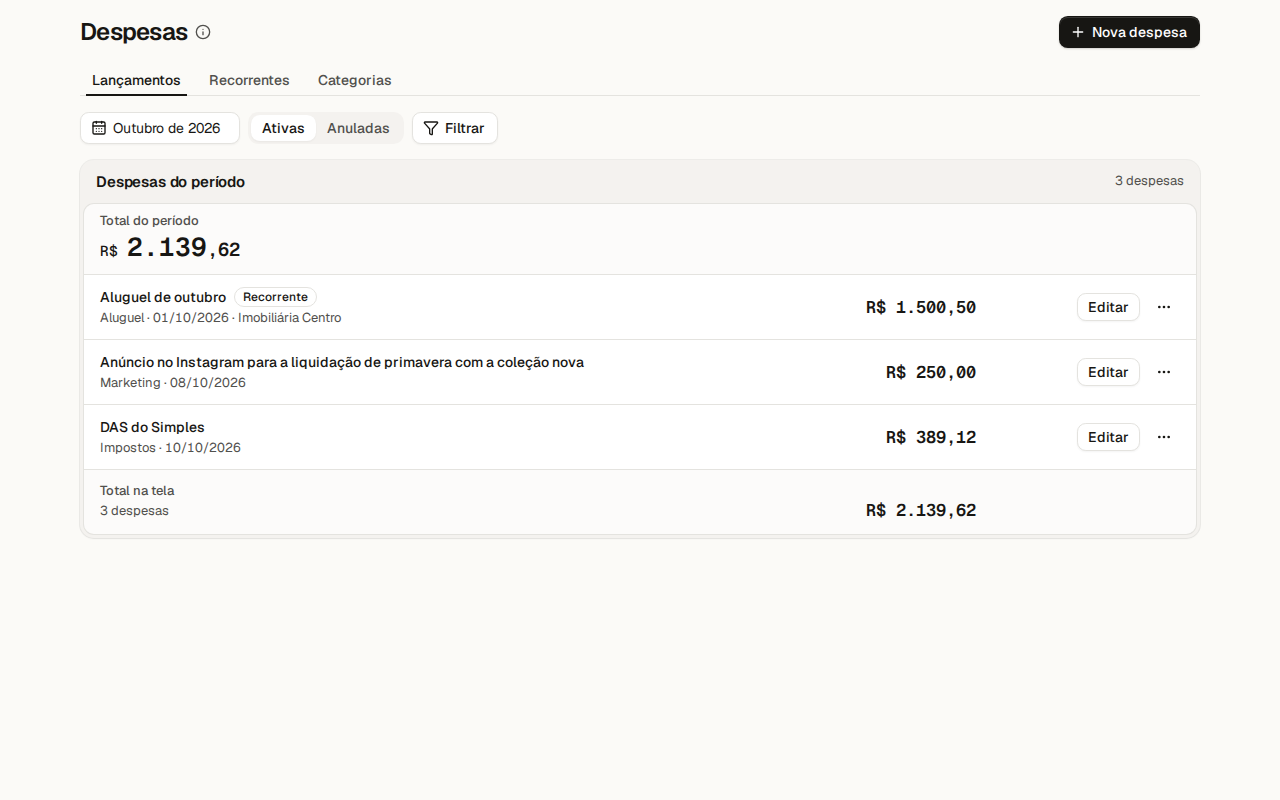 Despesas
Nova despesa
Lançamentos Recorrentes Categorias
Outubro de 2026 Ativas Anuladas Filtrar
Despesas do período 3 despesas
Total do período
R$ 2.139,62
Aluguel de outubro Recorrente
Aluguel · 01/10/2026 · Imobiliária Centro
R$ 1.500,50 Editar
Anúncio no Instagram para a liquidação de primavera com a coleção nova
Marketing · 08/10/2026
R$ 250,00 Editar
DAS do Simples
Impostos · 10/10/2026
R$ 389,12 Editar
Total na tela
3 despesas
R$ 2.139,62